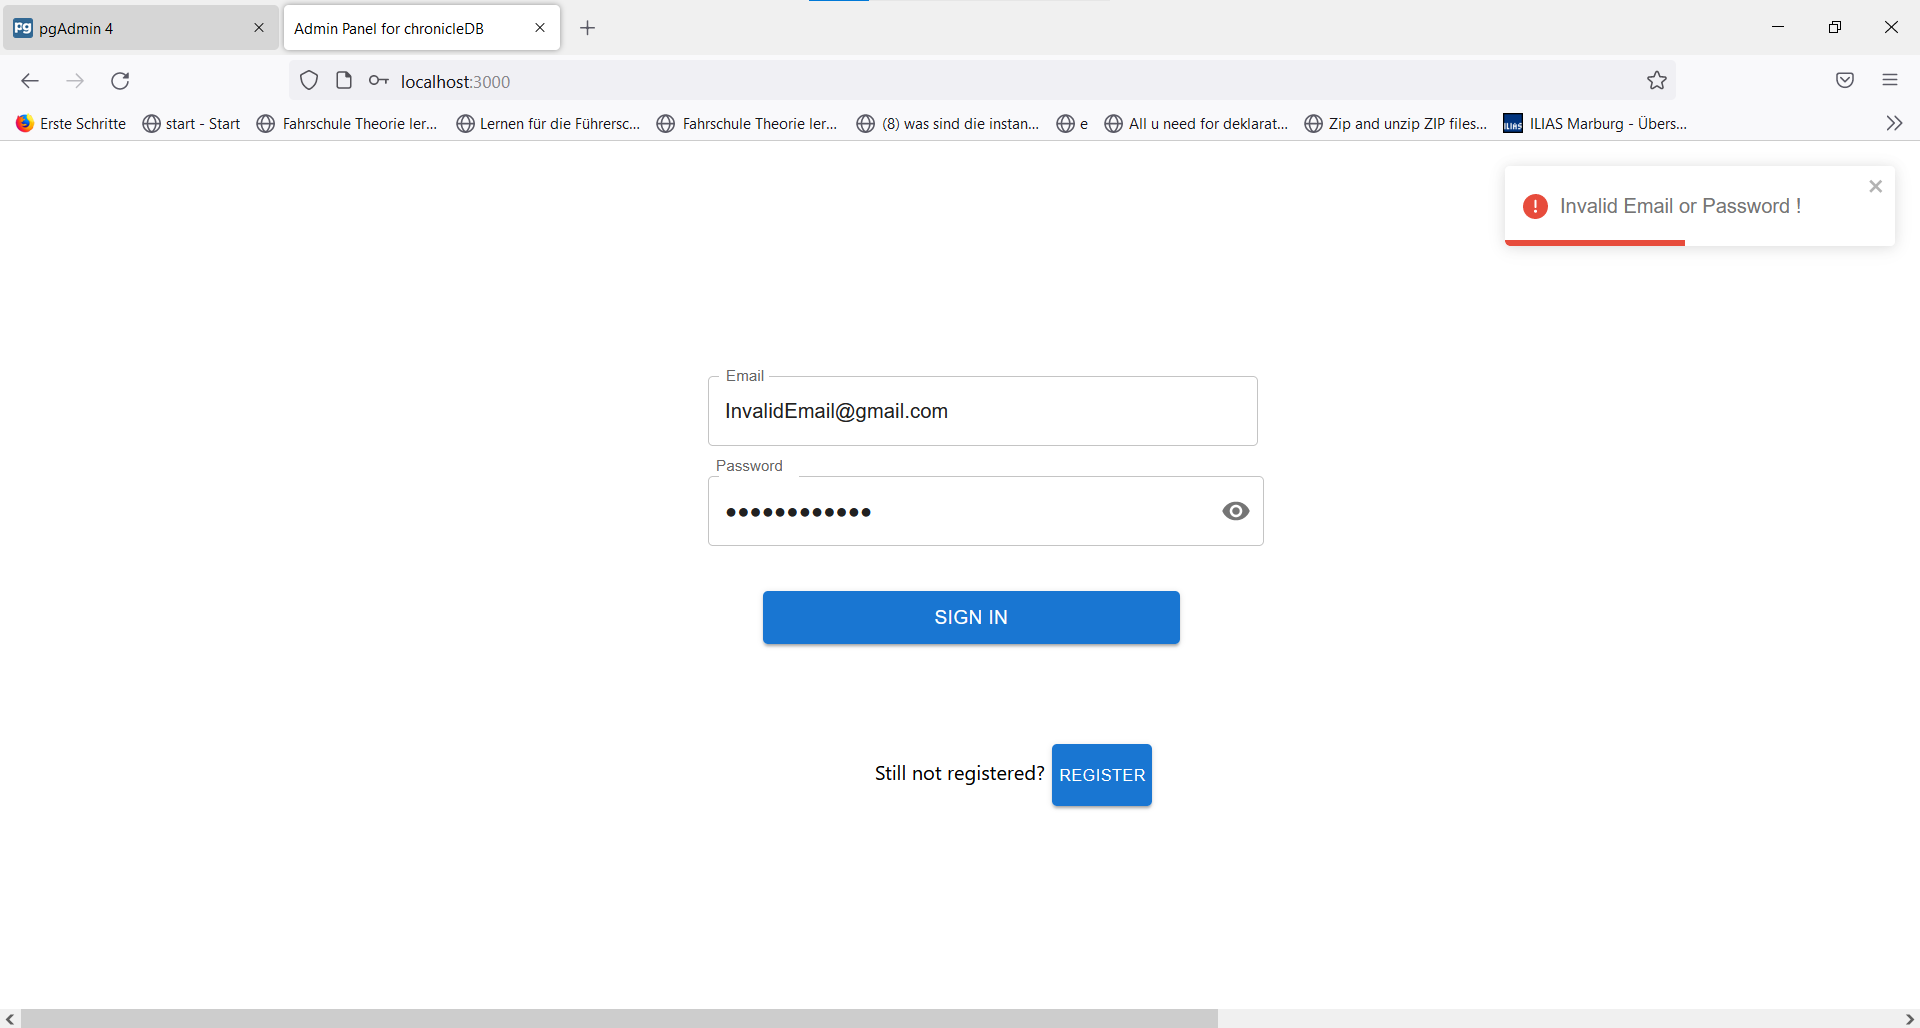 pgAdmin 4
Admin Panel for chronicleDB
localhost:3000
Erste Schritte
start - Start
Fahrschule Theorie ler...
Lernen für die Führersc...
Fahrschule Theorie ler...
(8) was sind die instan...
e
All u need for deklarat...
Zip and unzip ZIP files...
ILIAS Marburg - Übers...
Invalid Email or Password !
Email
InvalidEmail@gmail.com
Password
SIGN IN
Still not registered? REGISTER